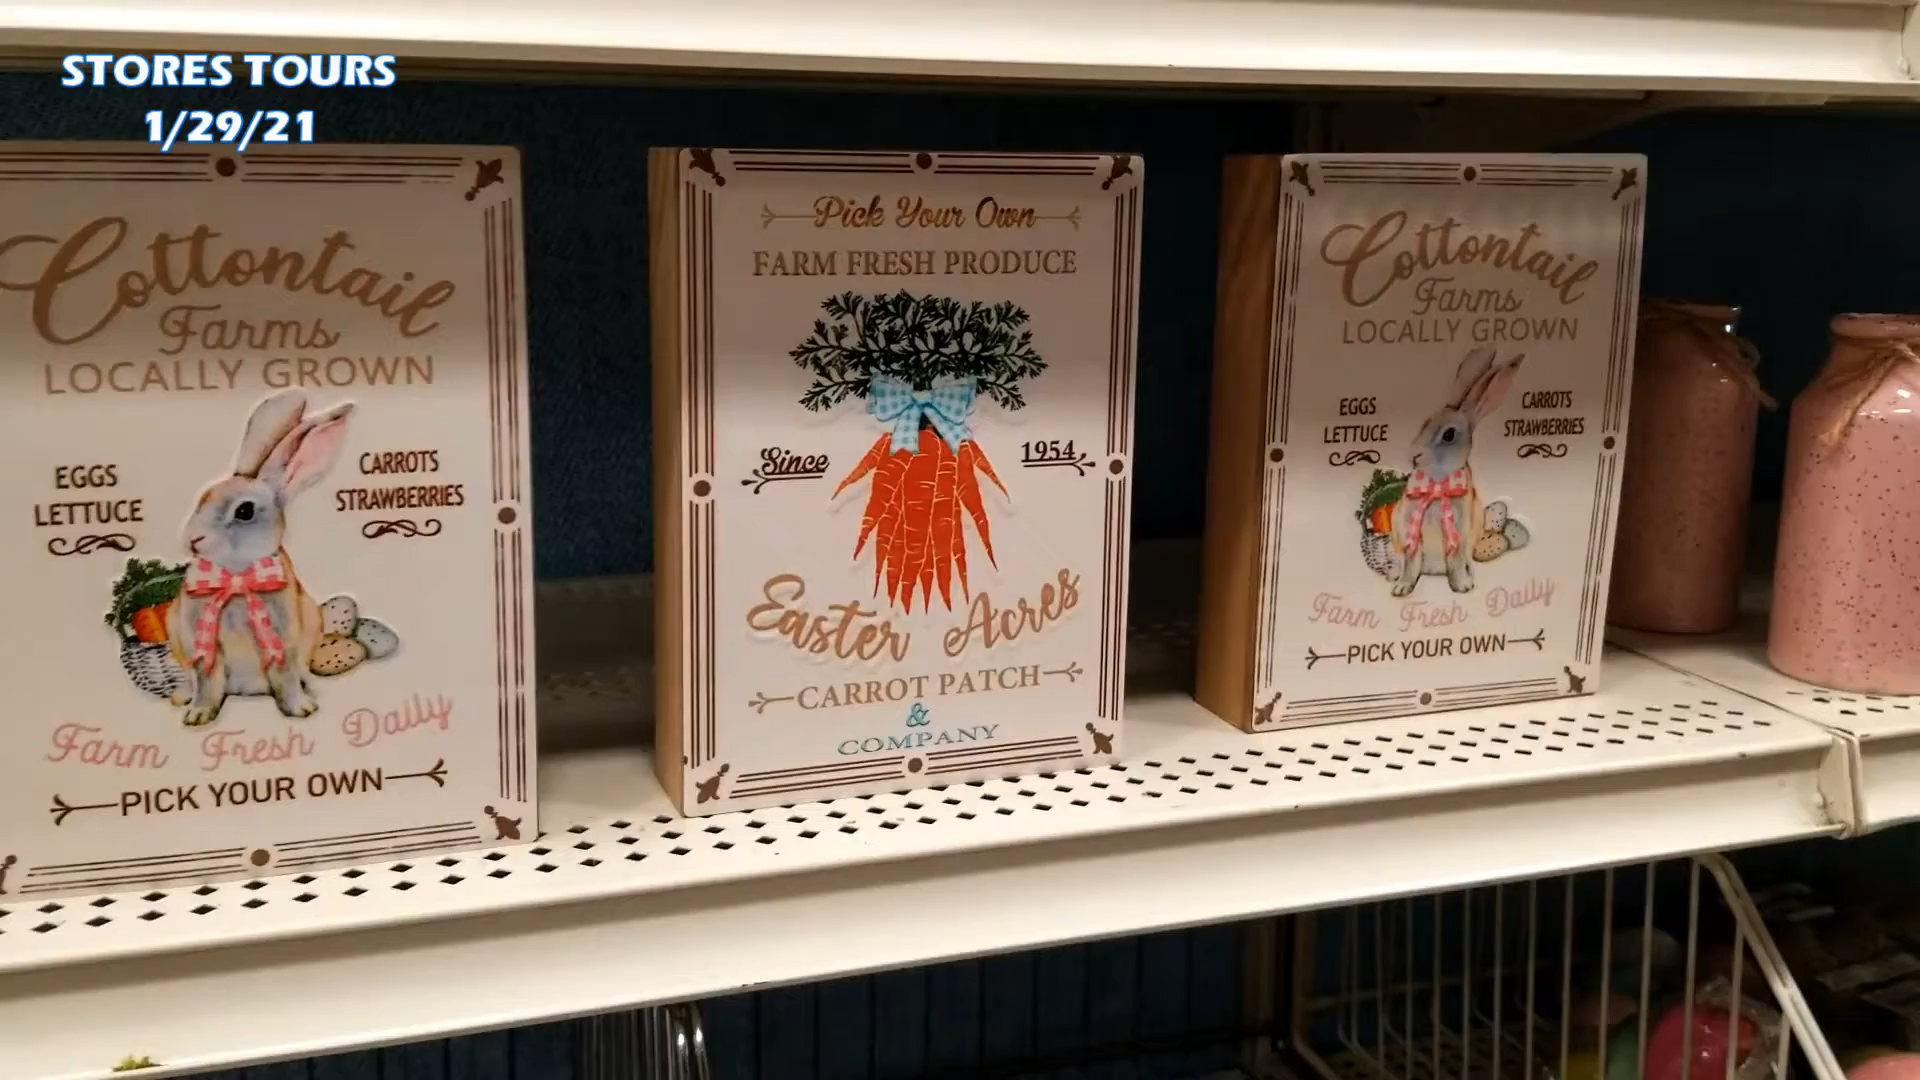 STORES TOURS
1/29/21
Cottontail
Farms
LOCALLY GROWN
EGGS
LETTUCE
CARROTS
STRAWBERRIES
Farm Fresh Daily
PICK YOUR OWN
Pick Your Own
FARM FRESH PRODUCE
Since
1954
Easter Acres
CARROT PATCH
&
COMPANY
Cottontail
Farms
LOCALLY GROWN
EGGS
LETTUCE
CARROTS
STRAWBERRIES
Farm Fresh Daily
PICK YOUR OWN